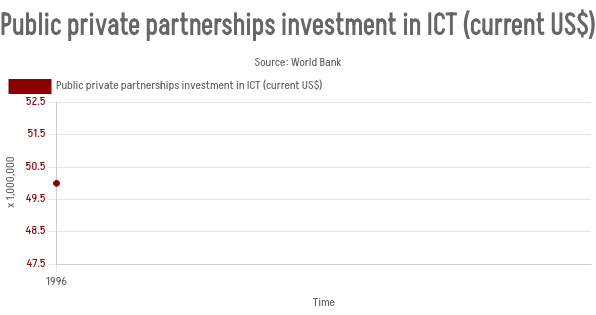 Public private partnerships investment in ICT (current US$)
Source: World Bank
Public private partnerships investment in ICT (current US$)
52.5
51.5
50.5
49.5
48.5
47.5
x 1,000,000
1996
Time